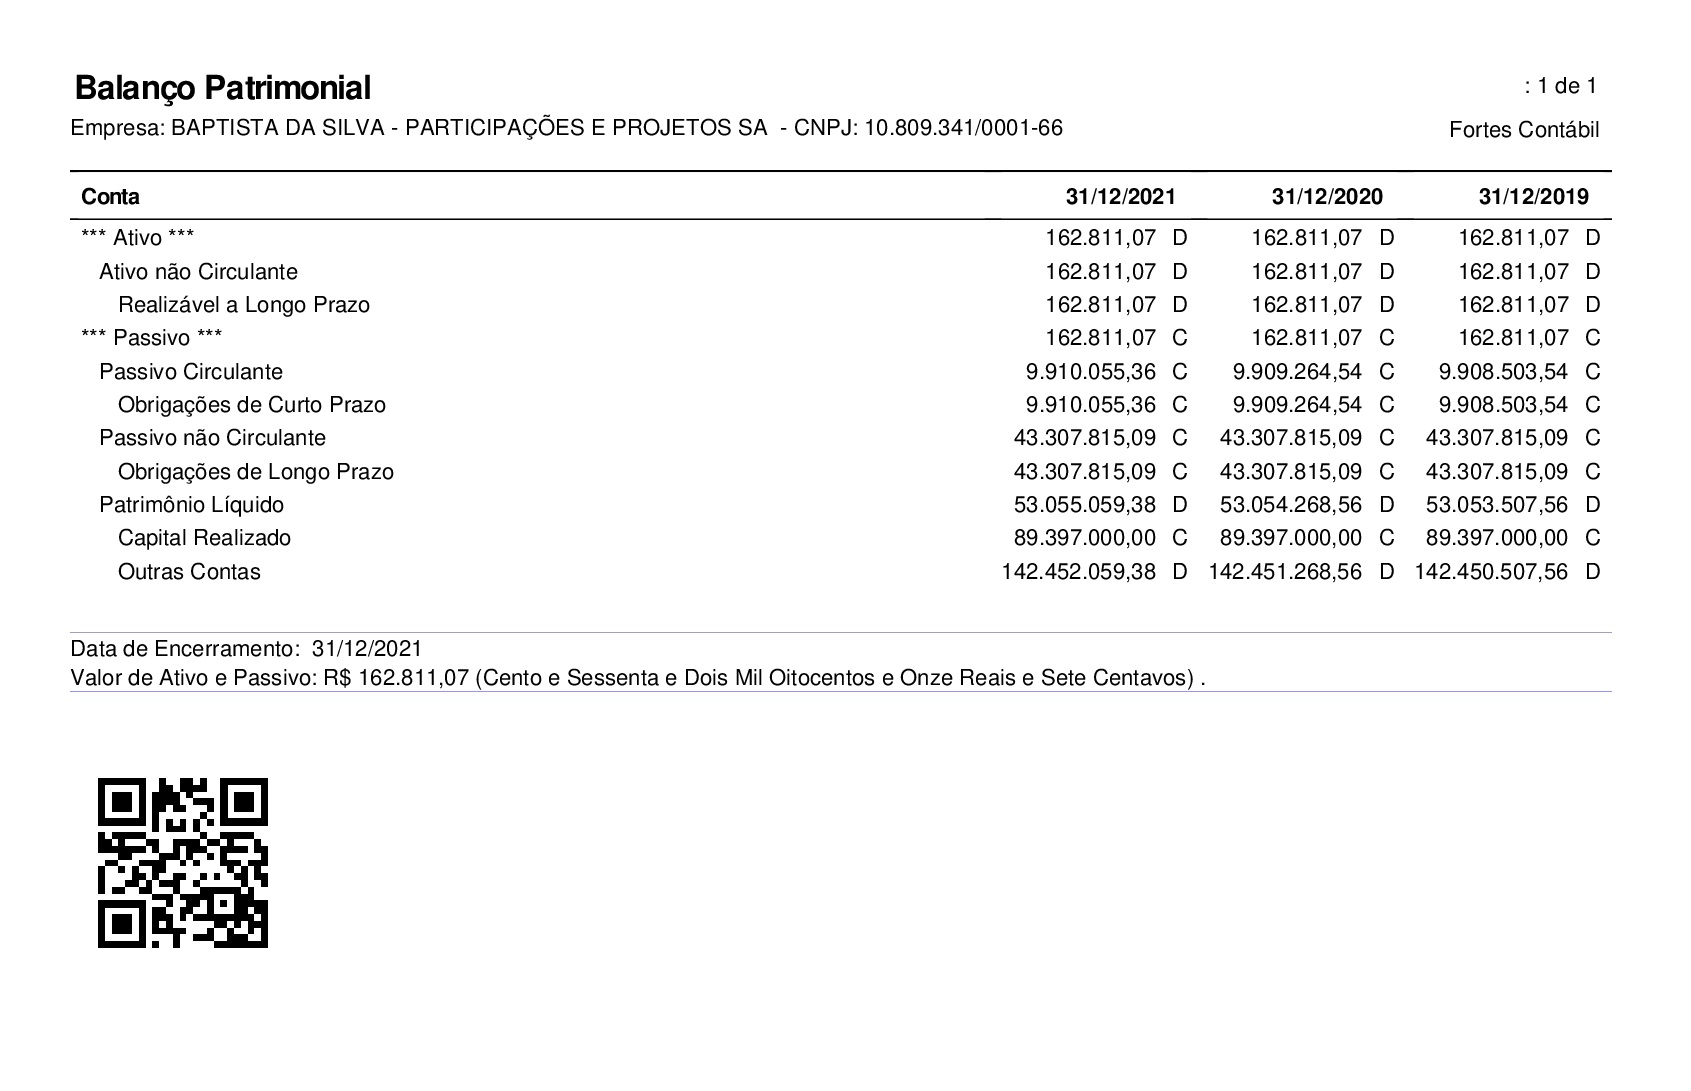 Balanço Patrimonial
: 1 de 1
Empresa: BAPTISTA DA SILVA - PARTICIPAÇÕES E PROJETOS SA - CNPJ: 10.809.341/0001-66
Fortes Contábil
Conta 31/12/2021 31/12/2020 31/12/2019
*** Ativo *** 162.811,07 D 162.811,07 D 162.811,07 D
Ativo não Circulante 162.811,07 D 162.811,07 D 162.811,07 D
Realizável a Longo Prazo 162.811,07 D 162.811,07 D 162.811,07 D
*** Passivo *** 162.811,07 C 162.811,07 C 162.811,07 C
Passivo Circulante 9.910.055,36 C 9.909.264,54 C 9.908.503,54 C
Obrigações de Curto Prazo 9.910.055,36 C 9.909.264,54 C 9.908.503,54 C
Passivo não Circulante 43.307.815,09 C 43.307.815,09 C 43.307.815,09 C
Obrigações de Longo Prazo 43.307.815,09 C 43.307.815,09 C 43.307.815,09 C
Patrimônio Líquido 53.055.059,38 D 53.054.268,56 D 53.053.507,56 D
Capital Realizado 89.397.000,00 C 89.397.000,00 C 89.397.000,00 C
Outras Contas 142.452.059,38 D 142.451.268,56 D 142.450.507,56 D
Data de Encerramento: 31/12/2021
Valor de Ativo e Passivo: R$ 162.811,07 (Cento e Sessenta e Dois Mil Oitocentos e Onze Reais e Sete Centavos) .